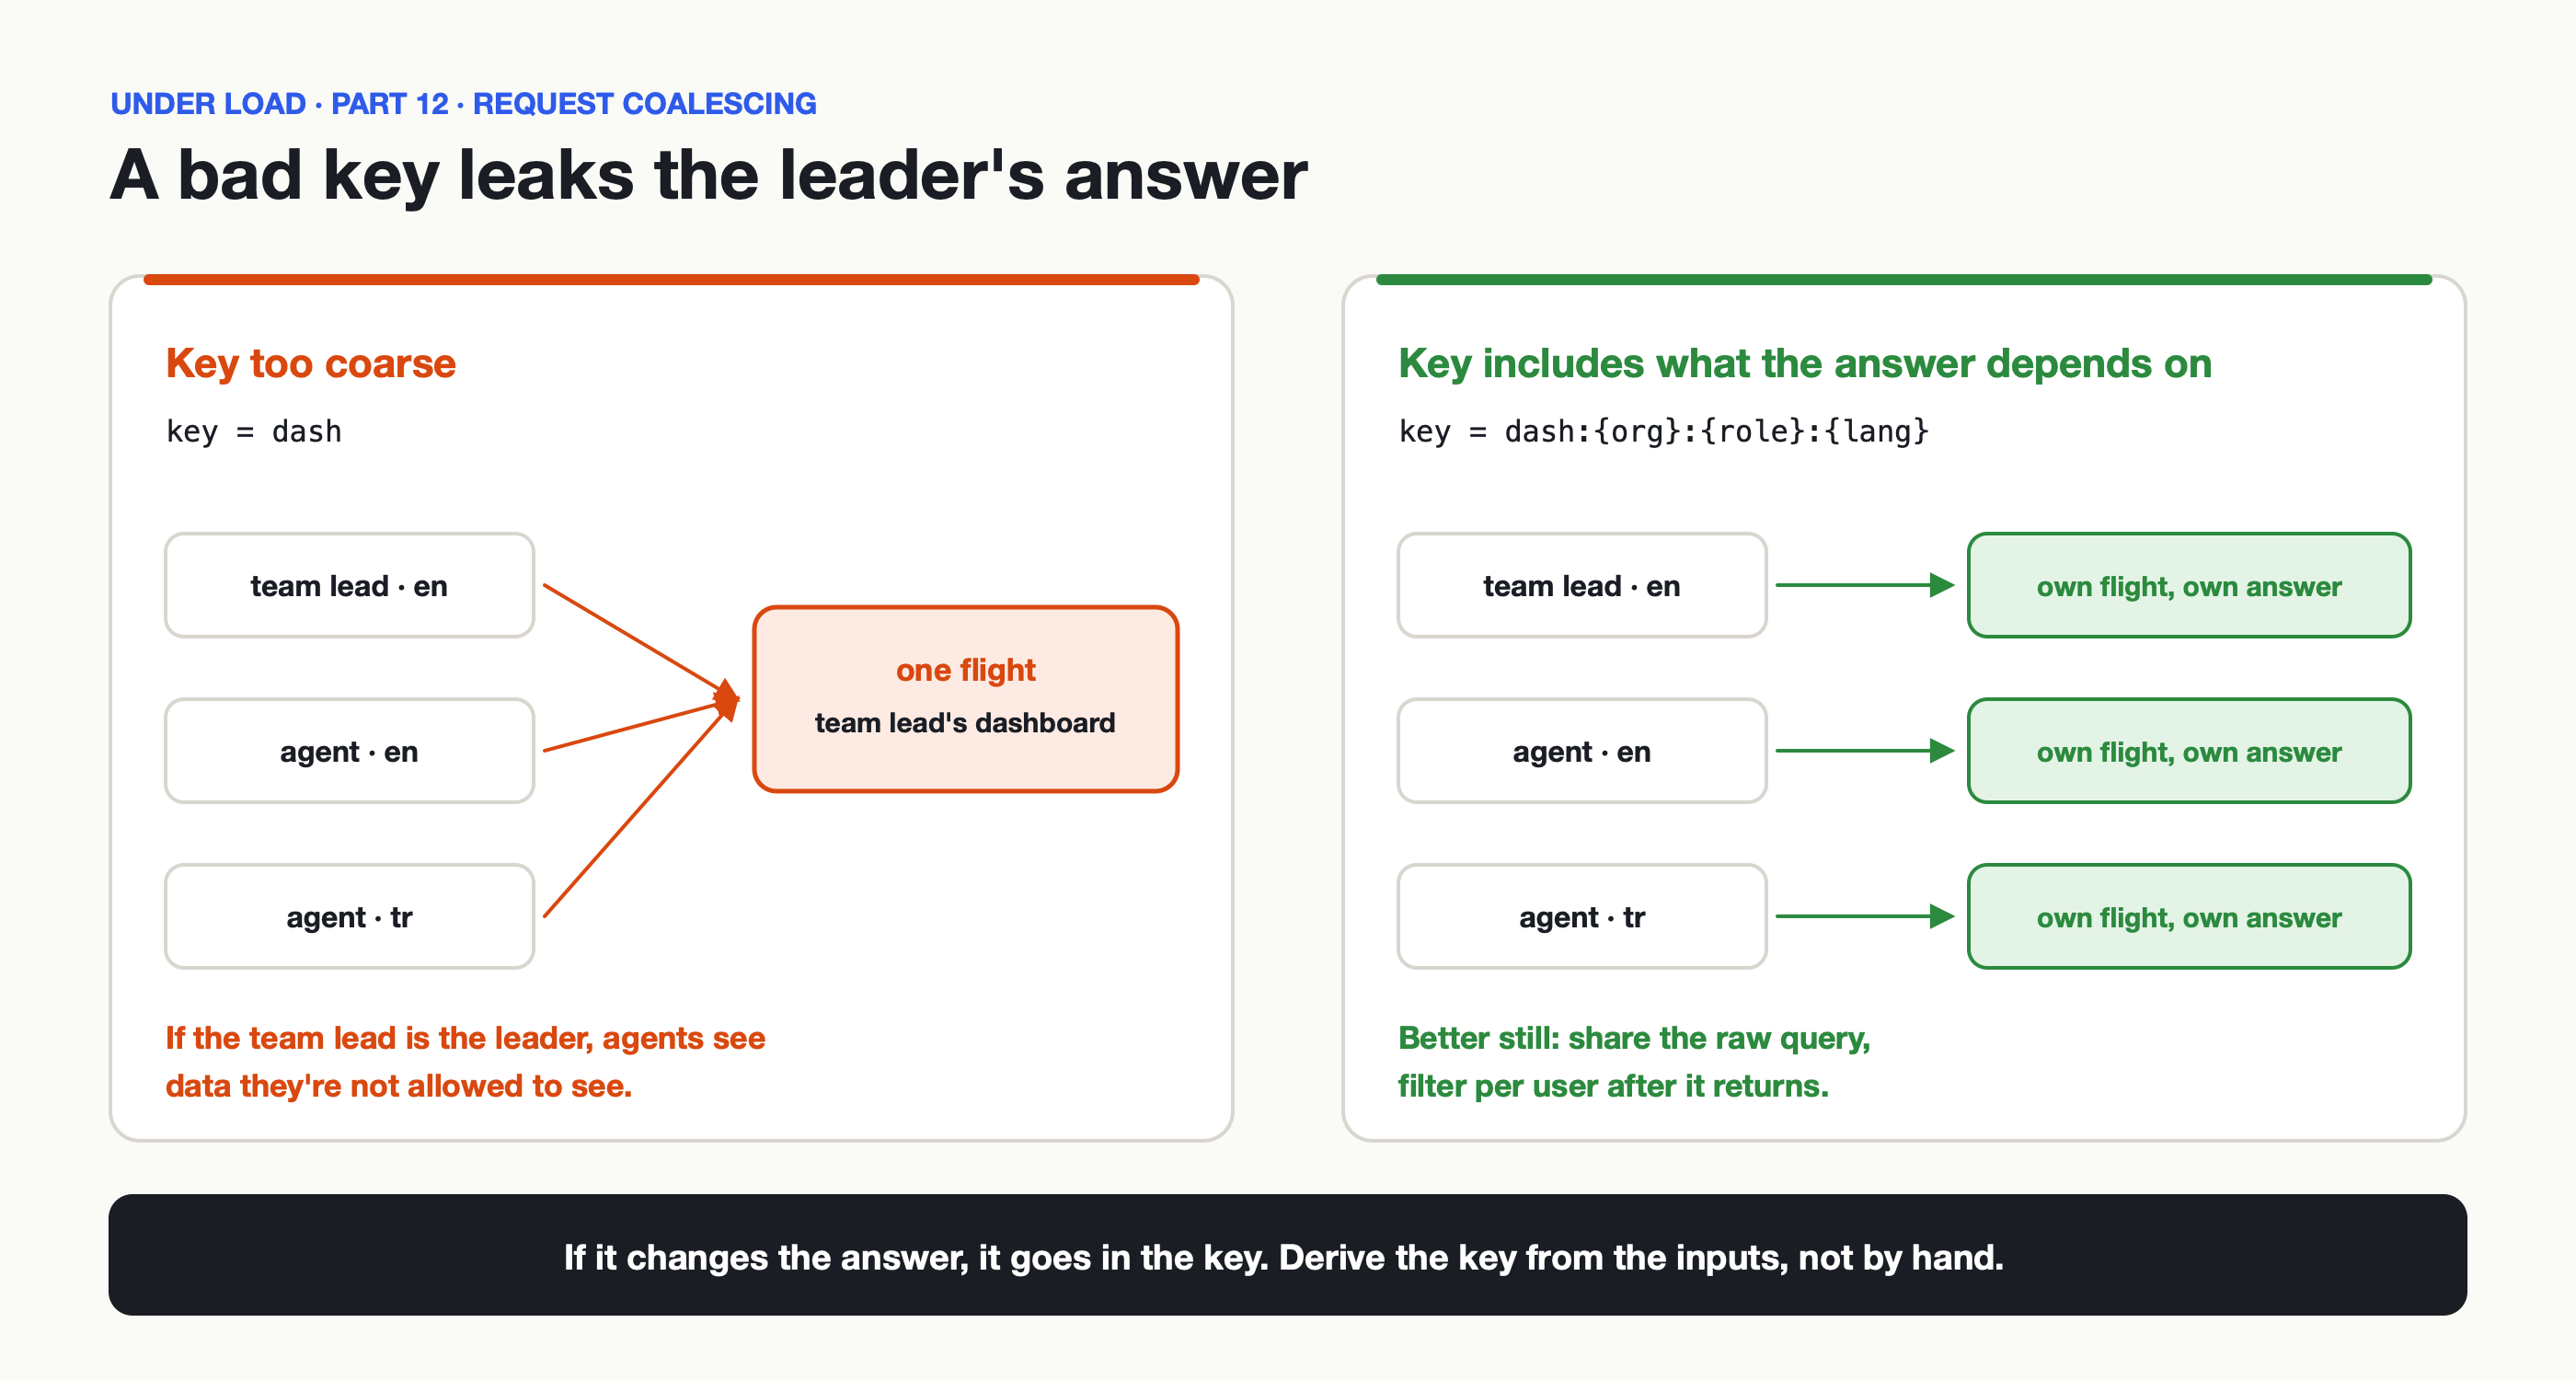 UNDER LOAD · PART 12 · REQUEST COALESCING
A bad key leaks the leader's answer
Key too coarse
key = dash
team lead · en
agent · en
agent · tr
one flight
team lead's dashboard
If the team lead is the leader, agents see
data they're not allowed to see.
Key includes what the answer depends on
key = dash:{org}:{role}:{lang}
team lead · en
own flight, own answer
agent · en
own flight, own answer
agent · tr
own flight, own answer
Better still: share the raw query,
filter per user after it returns.
If it changes the answer, it goes in the key. Derive the key from the inputs, not by hand.